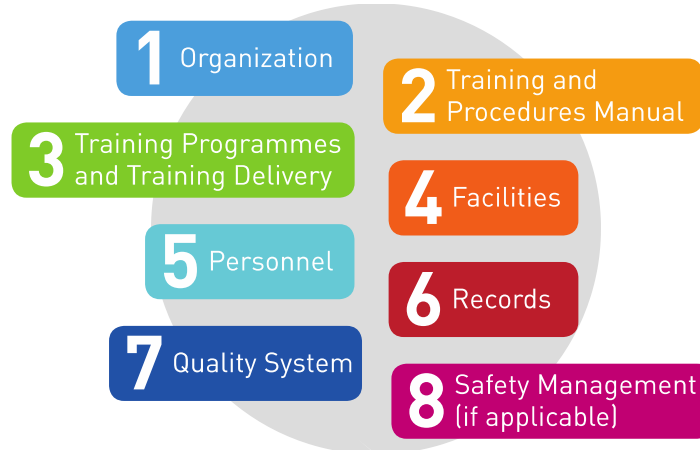 1 Organization
2 Training and
Procedures Manual
3 Training Programmes
and Training Delivery
4 Facilities
5 Personnel
6 Records
7 Quality System
8 Safety Management
(if applicable)